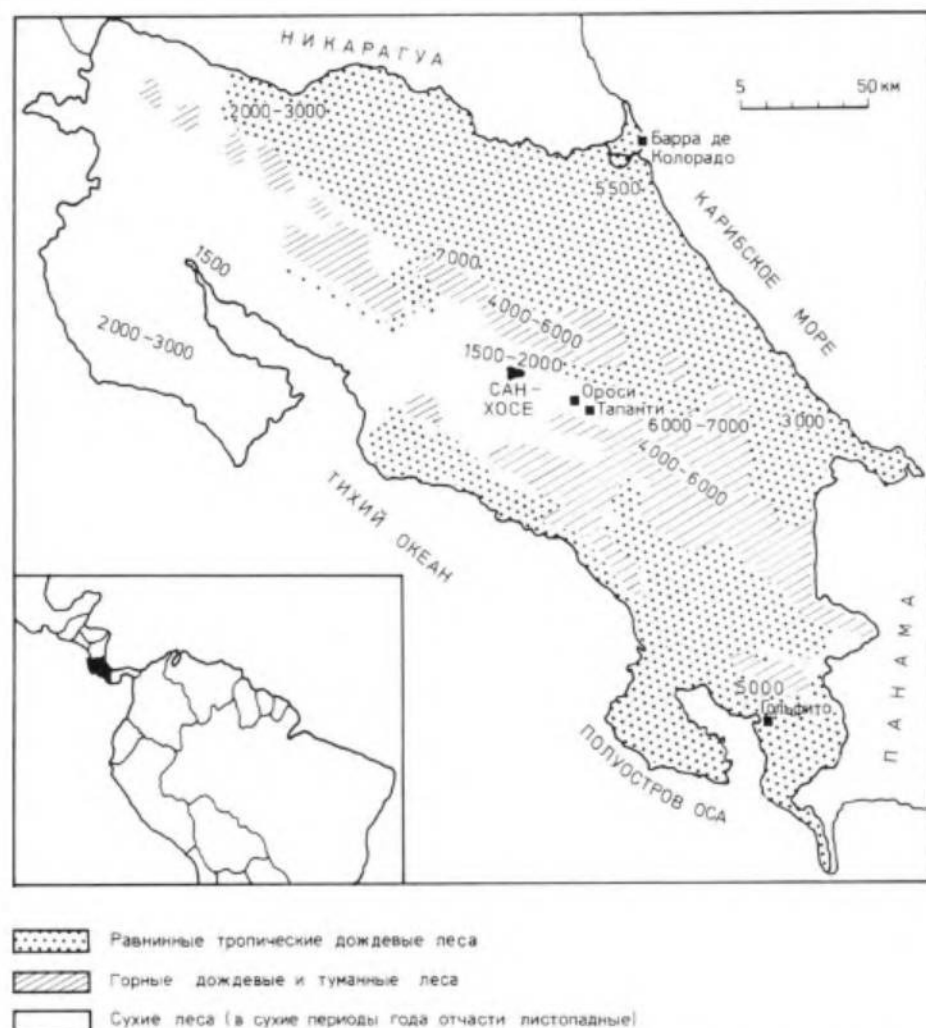 НИКАРАГУА
5 50 км
2000-3000
Барра де
Колорадо
5500
КАРИБСКОЕ МОРЕ
1500
7000
2000-3000
4000-6000
1500-2000
САН-
ХОСЕ
Ороси
Тапанти
6000-7000
3000
4000-6000
ТИХИЙ ОКЕАН
ПАНАМА
5000
Гольфито
ПОЛУОСТРОВ ОСА
Равнинные тропические дождевые леса
Горные дождевые и туманные леса
Сухие леса (в сухие периоды года отчасти листопадные)